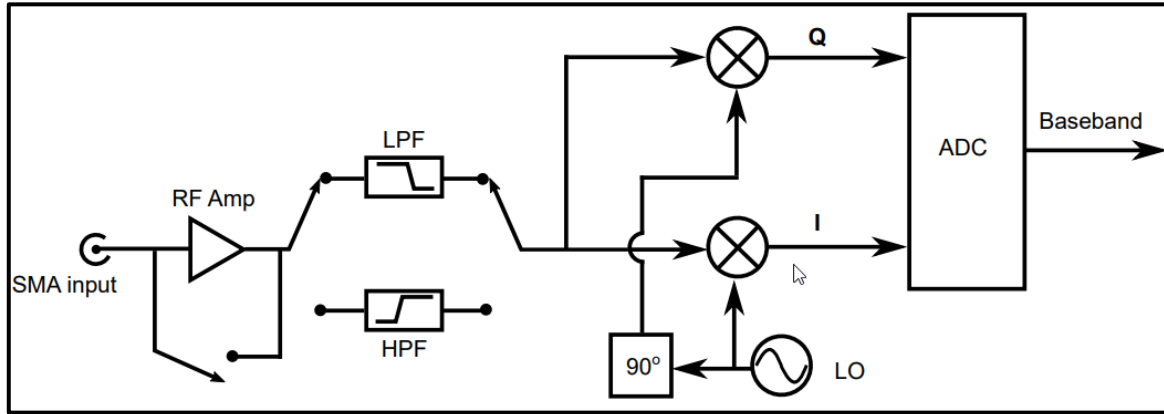 Q
LPF
Baseband
ADC
RF Amp
I
SMA input
HPF
90°
LO